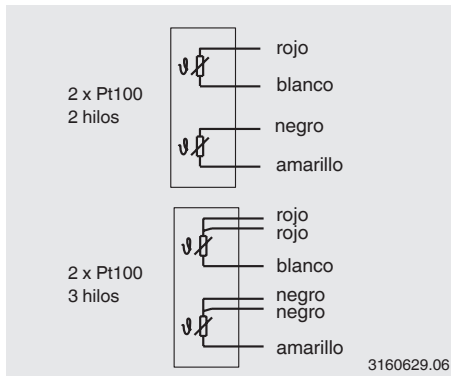 rojo
2 x Pt100
2 hilos
blanco
negro
amarillo
rojo
rojo
2 x Pt100
3 hilos
blanco
negro
negro
amarillo
3160629.06